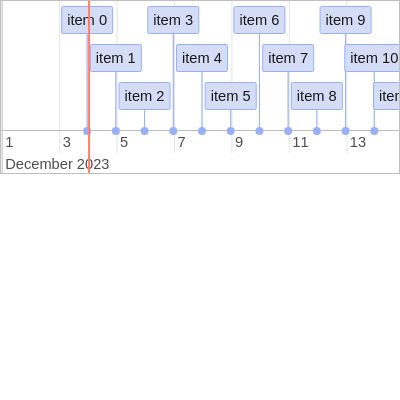 item 0 item 3 item 6 item 9
item 1 item 4 item 7 item 10
item 2 item 5 item 8
1 3 5 7 9 11 13
December 2023